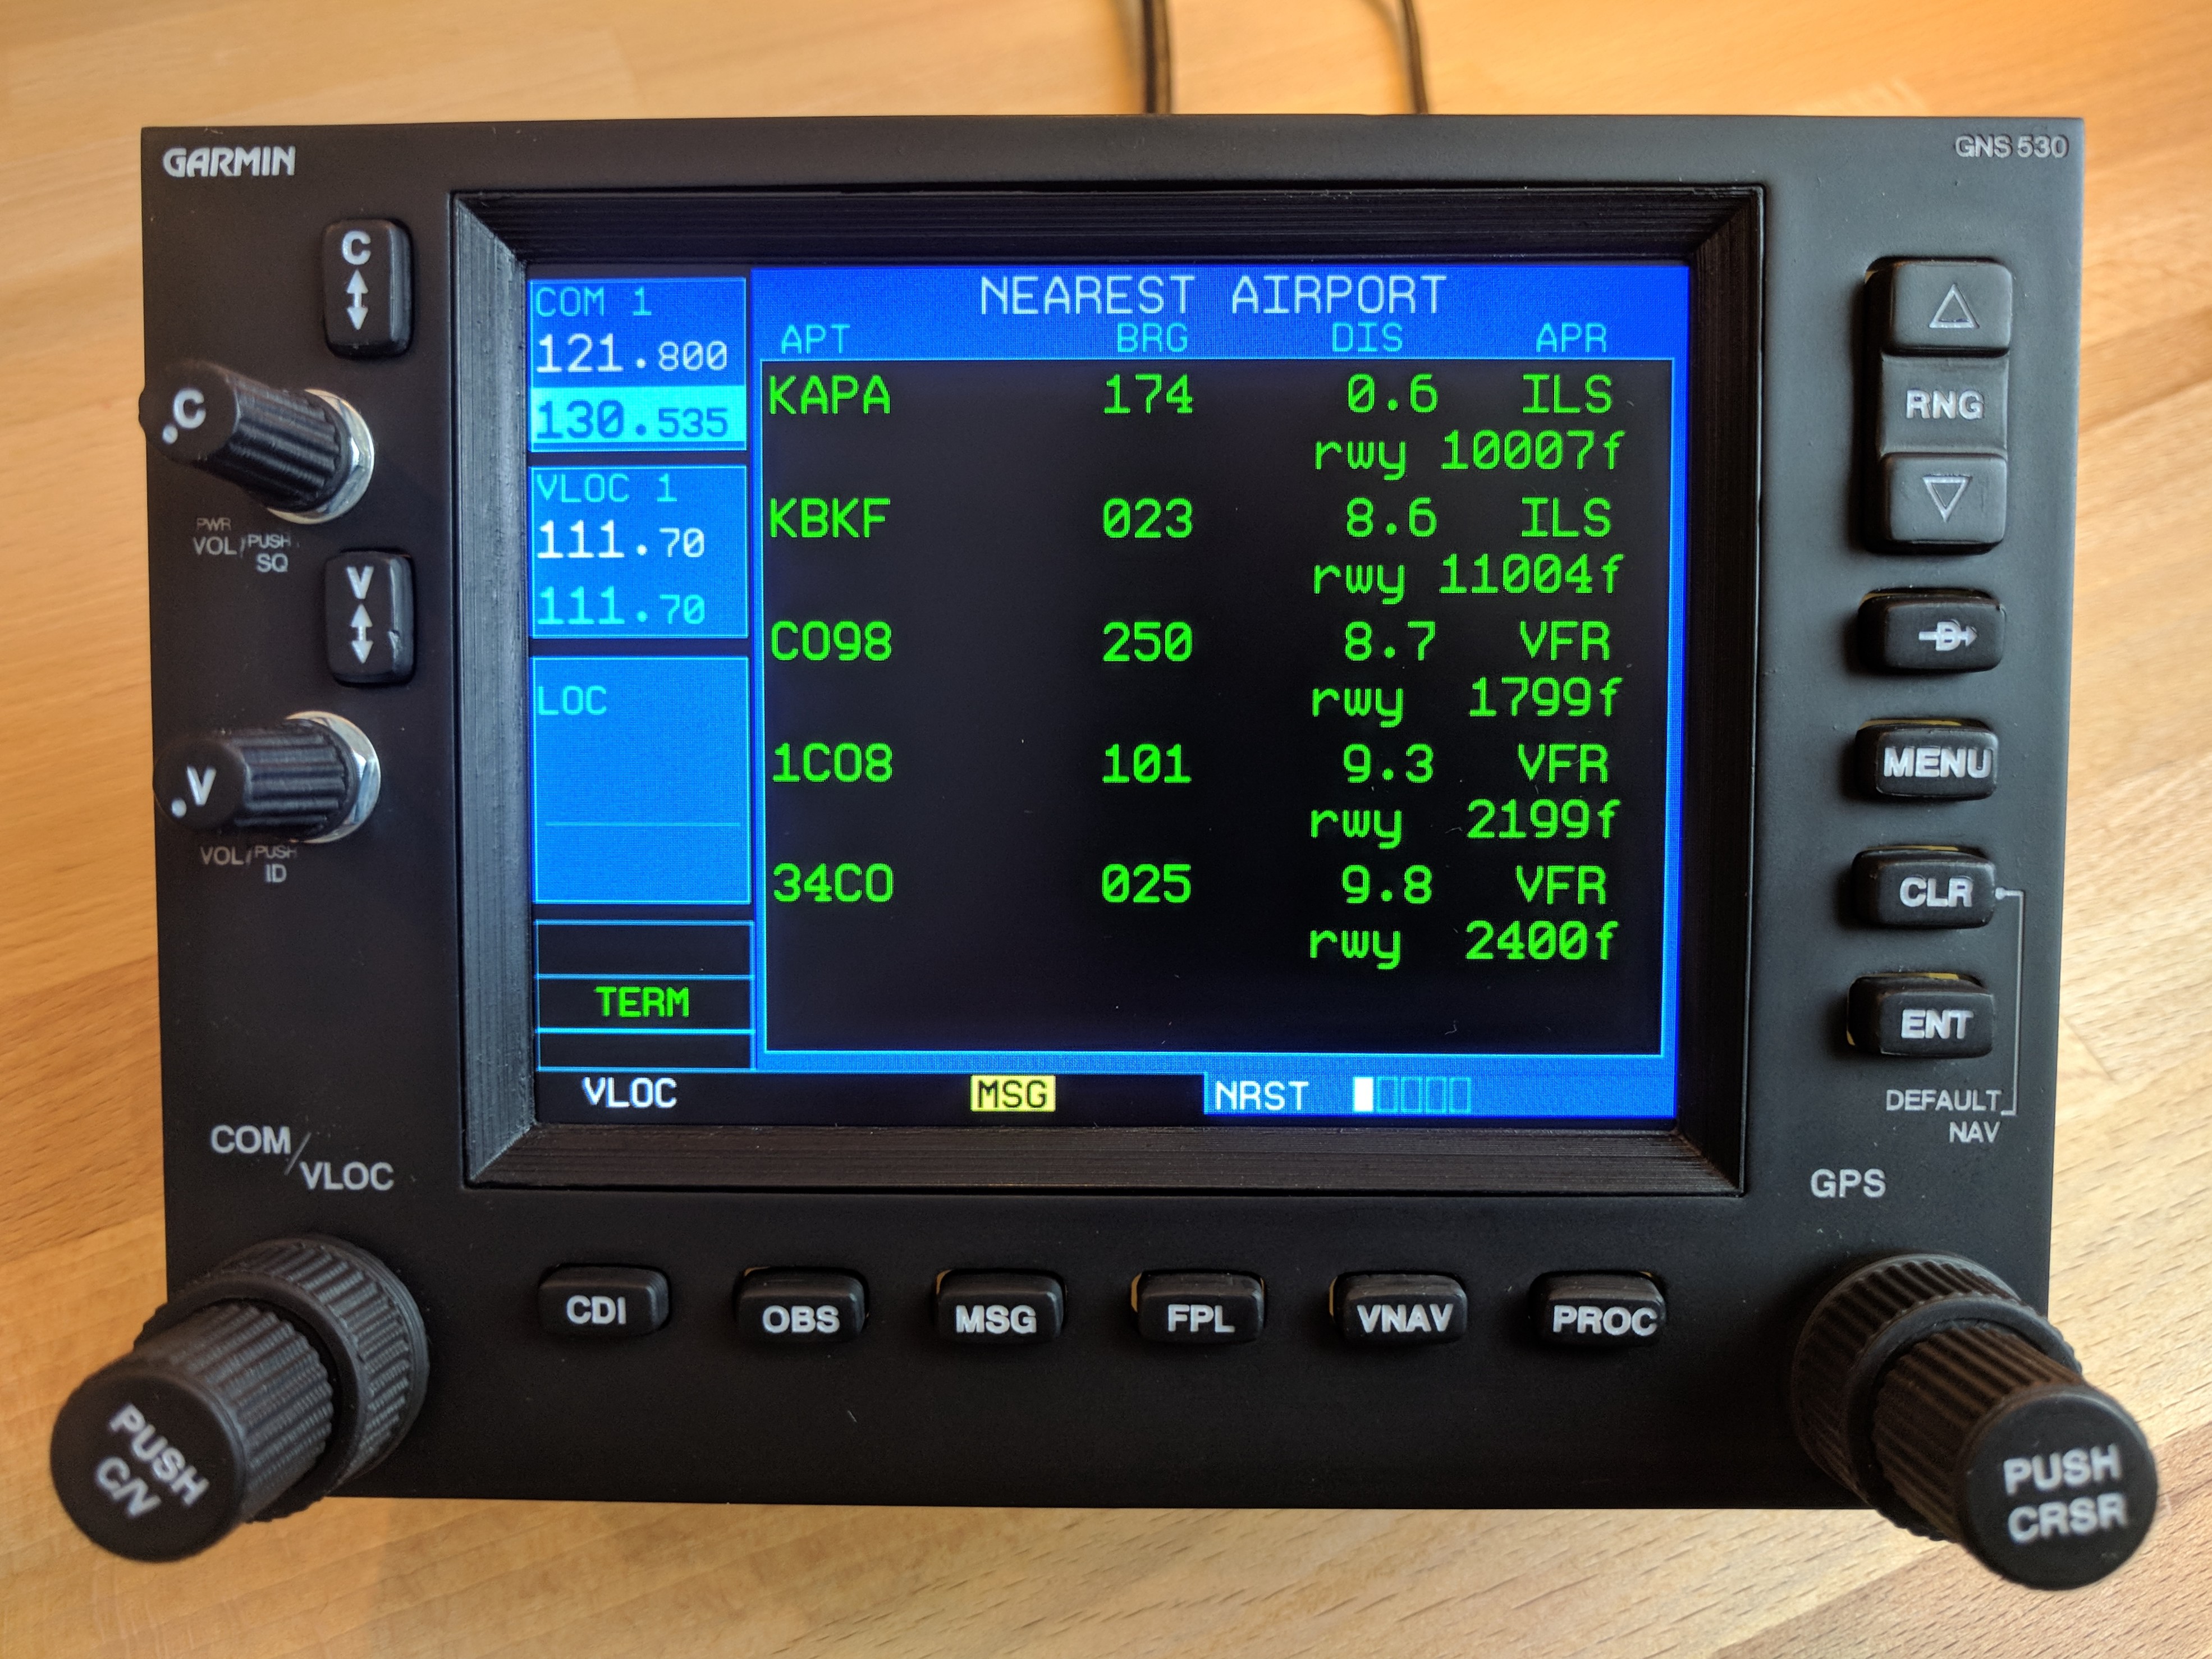 GARMIN
GNS 530
C
.C
PWR
VOL/PUSH
SQ
V
.V
VOL/PUSH
ID
COM/VLOC
PUSH
C/V
COM 1
121.800
130.535
VLOC 1
111.70
111.70
LOC
TERM
VLOC
MSG
NRST
NEAREST AIRPORT
APT BRG DIS APR
KAPA 174 0.6 ILS
rwy 10007f
KBKF 023 8.6 ILS
rwy 11004f
CO98 250 8.7 VFR
rwy 1799f
1CO8 101 9.3 VFR
rwy 2199f
34CO 025 9.8 VFR
rwy 2400f
RNG
D
MENU
CLR
ENT
DEFAULT
NAV
GPS
CDI OBS MSG FPL VNAV PROC
PUSH
CRSR